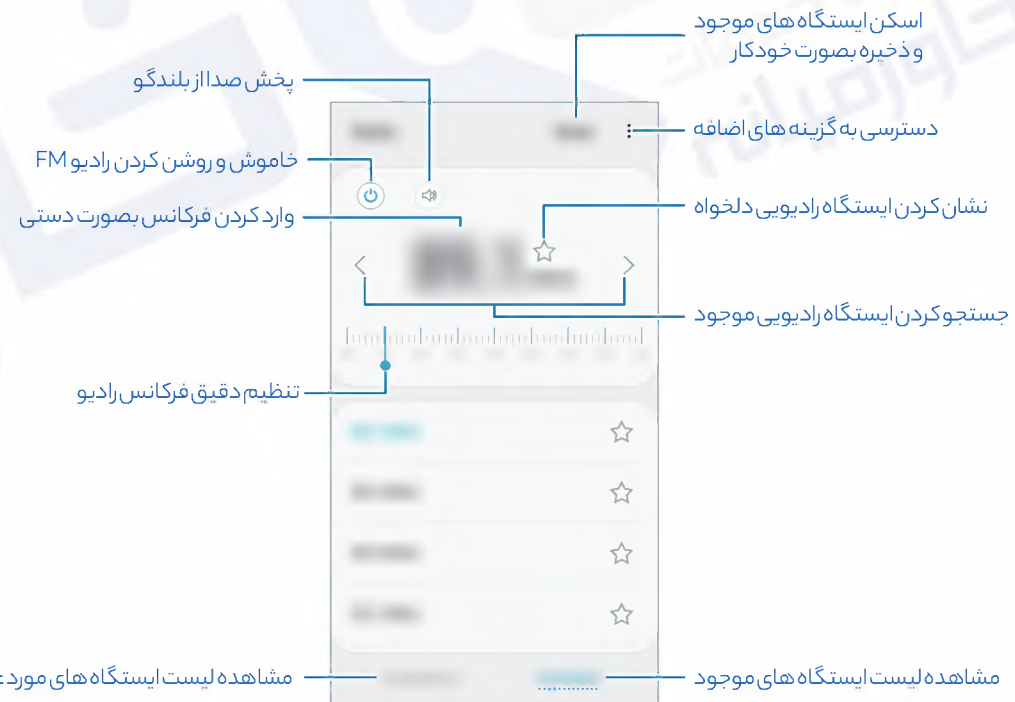 اسکن ایستگاه های موجود
و ذخیره بصورت خودکار
پخش صدا از بلندگو
دسترسی به گزینه های اضافه
خاموش و روشن کردن رادیو FM
نشان کردن ایستگاه رادیویی دلخواه
وارد کردن فرکانس بصورت دستی
جستجو کردن ایستگاه رادیویی موجود
تنظیم دقیق فرکانس رادیو
مشاهده لیست ایستگاه های موجود
مشاهده لیست ایستگاه های مورد
خاورمیانه